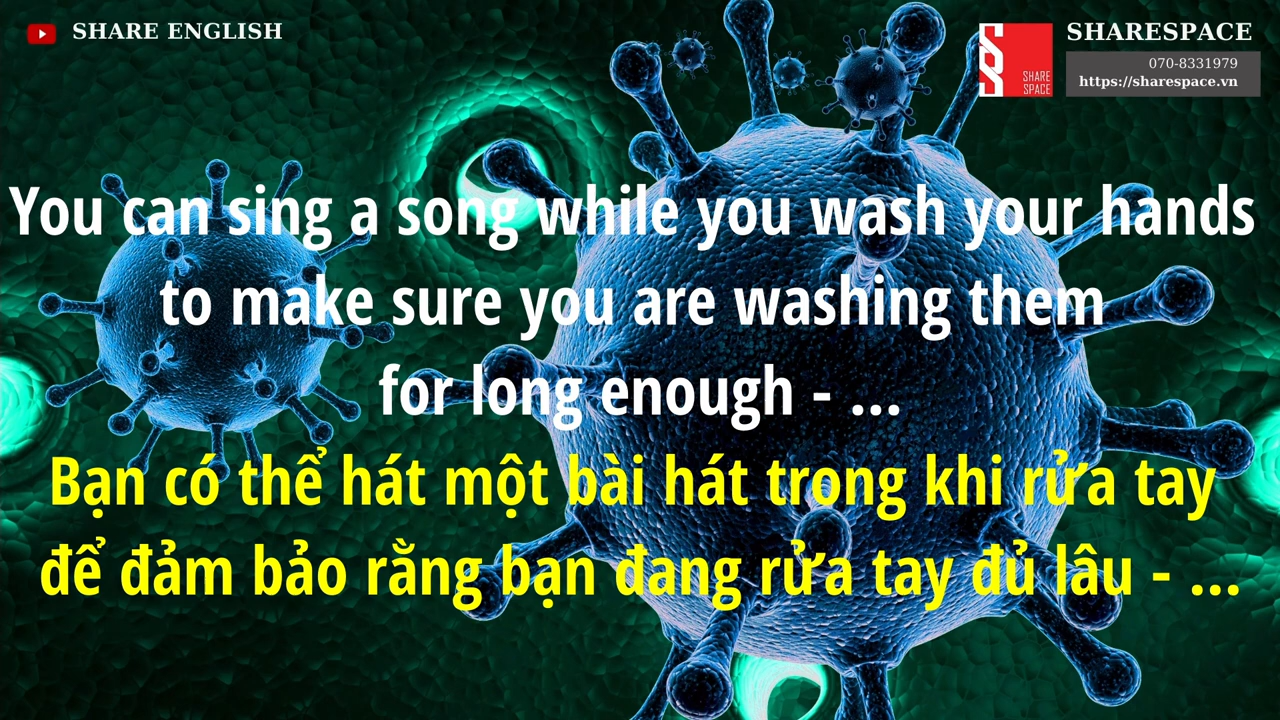 SHARE ENGLISH
SHARESPACE
070-8331979
https://sharespace.vn
SHARE
SPACE
You can sing a song while you wash your hands
to make sure you are washing them
for long enough - ...
Bạn có thể hát một bài hát trong khi rửa tay
để đảm bảo rằng bạn đang rửa tay đủ lâu - ...